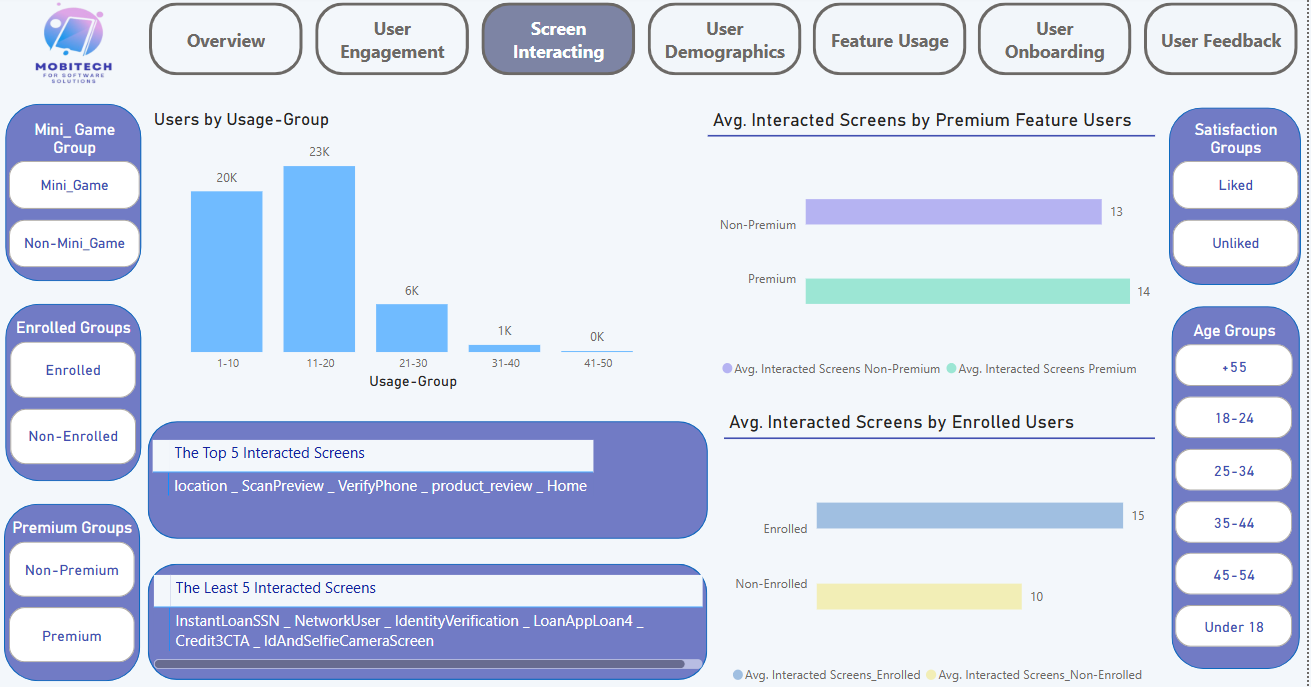 MOBITECH
FOR SOFTWARE
SOLUTIONS
Overview
User
Engagement
Screen
Interacting
User
Demographics
Feature Usage
User
Onboarding
User Feedback
Mini_ Game
Group
Mini_Game
Non-Mini_Game
Enrolled Groups
Enrolled
Non-Enrolled
Premium Groups
Non-Premium
Premium
Users by Usage-Group
20K
23K
6K
1K
0K
1-10
11-20
21-30
31-40
41-50
Usage-Group
The Top 5 Interacted Screens
location _ ScanPreview _ VerifyPhone _ product_review _ Home
The Least 5 Interacted Screens
InstantLoanSSN _ NetworkUser _ IdentityVerification _ LoanAppLoan4 _
Credit3CTA _ IdAndSelfieCameraScreen
Avg. Interacted Screens by Premium Feature Users
Non-Premium
13
Premium
14
Avg. Interacted Screens Non-Premium
Avg. Interacted Screens Premium
Avg. Interacted Screens by Enrolled Users
Enrolled
15
Non-Enrolled
10
Avg. Interacted Screens_Enrolled
Avg. Interacted Screens_Non-Enrolled
Satisfaction
Groups
Liked
Unliked
Age Groups
+55
18-24
25-34
35-44
45-54
Under 18